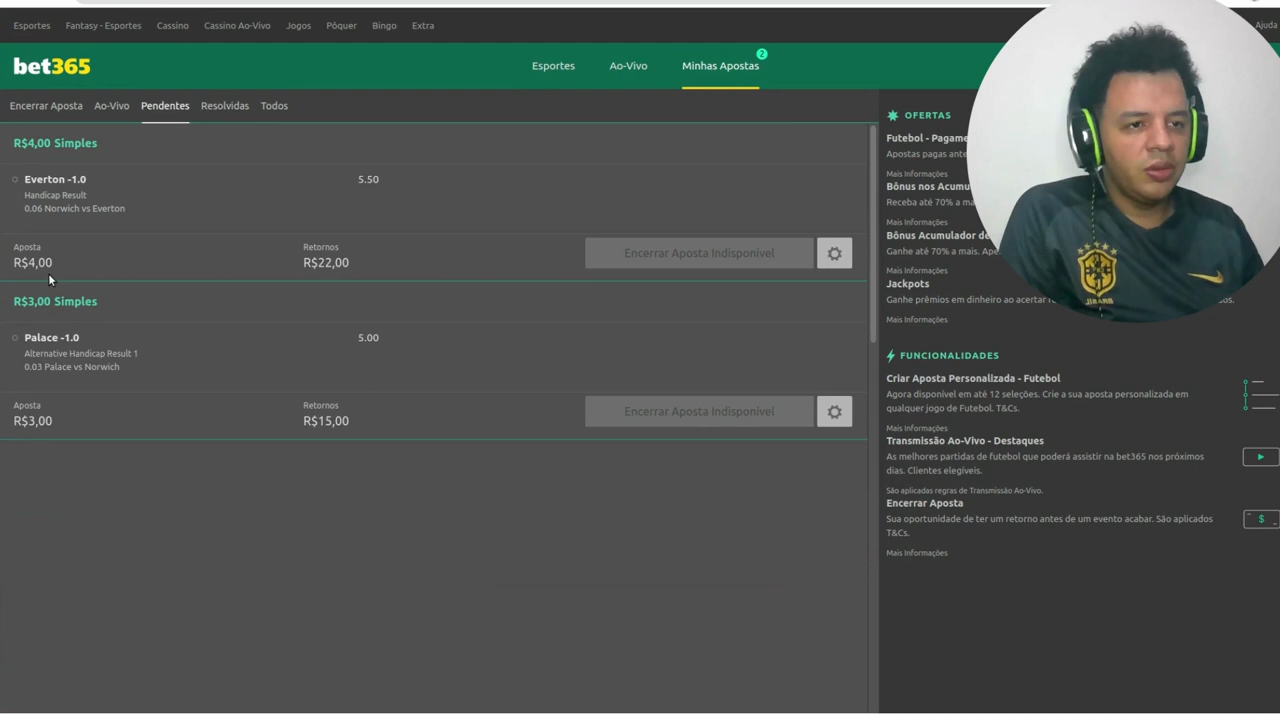 Esportes Fantasy - Esportes Cassino Cassino Ao-Vivo Jogos Pôquer Bingo Extra Ajuda
bet365 Esportes Ao-Vivo Minhas Apostas 2
Encerrar Aposta Ao-Vivo Pendentes Resolvidas Todos
R$4,00 Simples
Everton -1.0 5.50
Handicap Result
0.06 Norwich vs Everton
Aposta Retornos
R$4,00 R$22,00
Encerrar Aposta Indisponível
R$3,00 Simples
Palace -1.0 5.00
Alternative Handicap Result 1
0.03 Palace vs Norwich
Aposta Retornos
R$3,00 R$15,00
Encerrar Aposta Indisponível
OFERTAS
Futebol -
Apostas pagas
Mais Informações
Bônus nos
Receba até 70% a
Mais Informações
Bônus Acumulador
Ganhe até 70% a mais.
Mais Informações
Jackpots
Ganhe prêmios em dinheiro ao acertar
Mais Informações
FUNCIONALIDADES
Criar Aposta Personalizada - Futebol
Agora disponível em até 12 seleções. Crie a sua aposta personalizada em
qualquer jogo de Futebol. T&Cs.
Mais Informações
Transmissão Ao-Vivo - Destaques
As melhores partidas de futebol que poderá assistir na bet365 nos próximos
dias. Clientes elegíveis.
São aplicadas regras de Transmissão Ao-Vivo.
Encerrar Aposta
Sua oportunidade de ter um retorno antes de um evento acabar. São aplicados
T&Cs.
Mais Informações